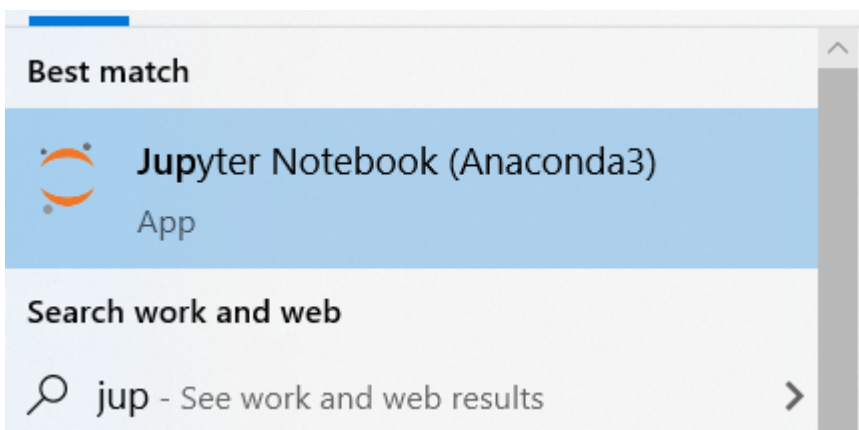 Best match
Jupyter Notebook (Anaconda3)
App
Search work and web
jup - See work and web results